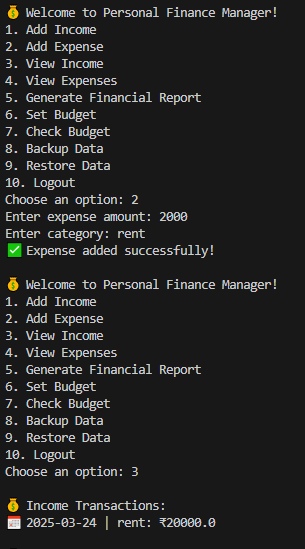 💰 Welcome to Personal Finance Manager!
1. Add Income
2. Add Expense
3. View Income
4. View Expenses
5. Generate Financial Report
6. Set Budget
7. Check Budget
8. Backup Data
9. Restore Data
10. Logout
Choose an option: 2
Enter expense amount: 2000
Enter category: rent
✅ Expense added successfully!
💰 Welcome to Personal Finance Manager!
1. Add Income
2. Add Expense
3. View Income
4. View Expenses
5. Generate Financial Report
6. Set Budget
7. Check Budget
8. Backup Data
9. Restore Data
10. Logout
Choose an option: 3
💰 Income Transactions:
📅 2025-03-24 | rent: ₹20000.0